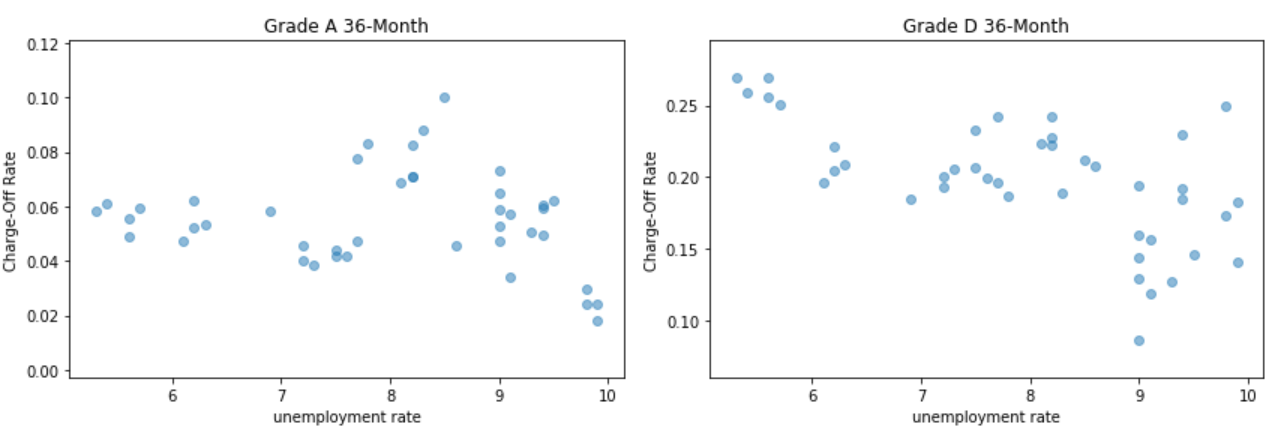 Grade A 36-Month
0.12
0.10
0.08
0.06
0.04
0.02
0.00
Charge-Off Rate
6 7 8 9 10
unemployment rate
Grade D 36-Month
0.25
0.20
0.15
0.10
Charge-Off Rate
6 7 8 9 10
unemployment rate